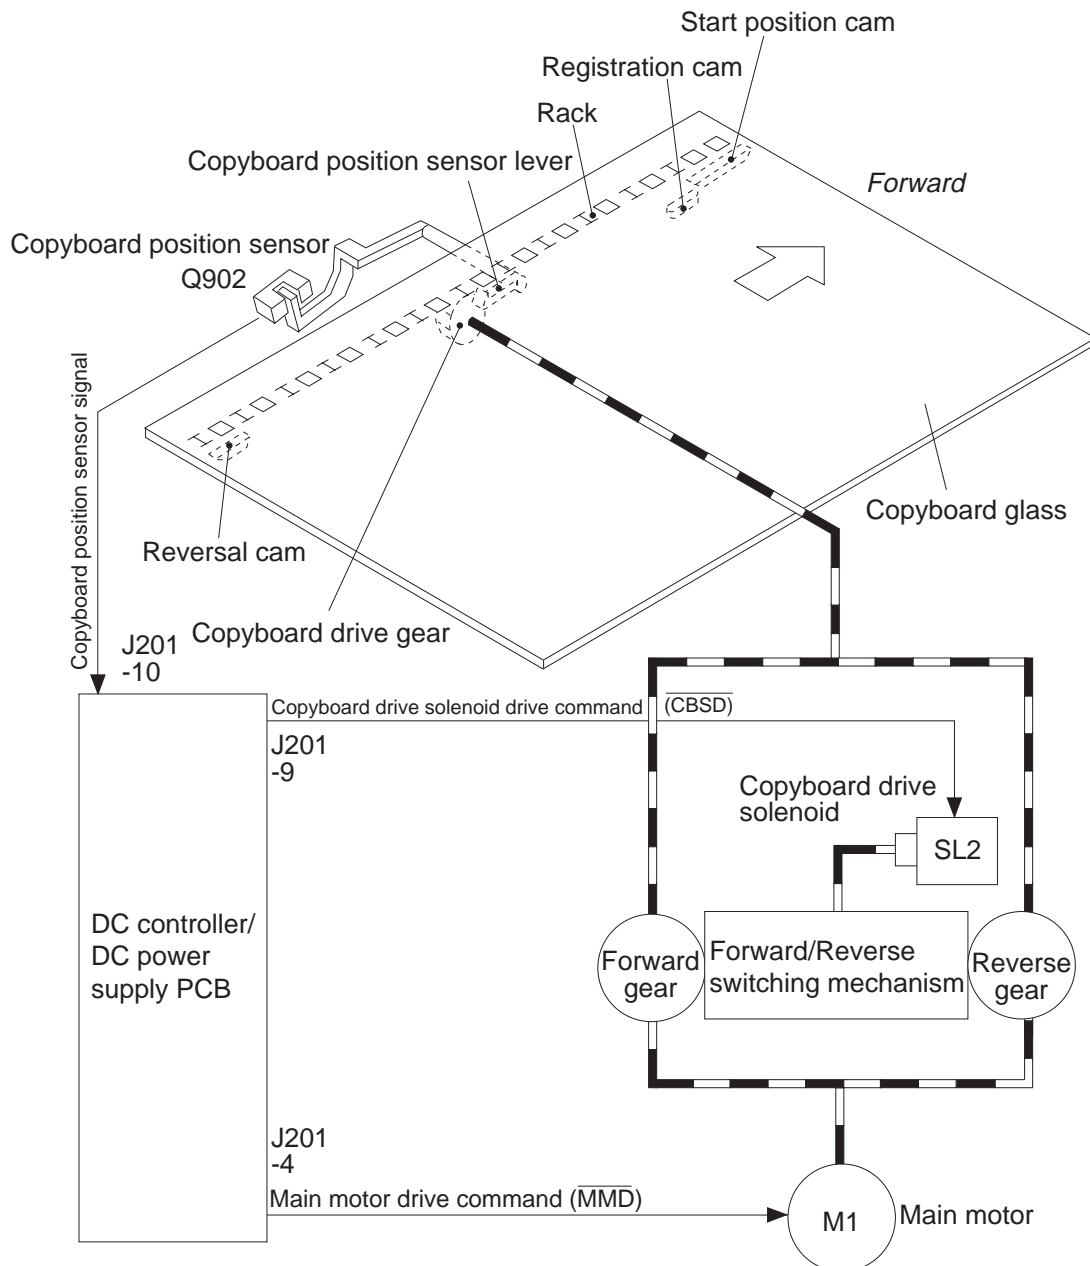 Start position cam
Registration cam
Rack
Copyboard position sensor lever
Forward
Copyboard position sensor
Q902
Copyboard position sensor signal
Copyboard glass
Reversal cam
Copyboard drive gear
J201
-10
Copyboard drive solenoid drive command (CBSD)
J201
-9
Copyboard drive
solenoid
SL2
DC controller/
DC power
supply PCB
Forward
gear
Forward/Reverse
switching mechanism
Reverse
gear
J201
-4
Main motor drive command (MMD)
M1
Main motor